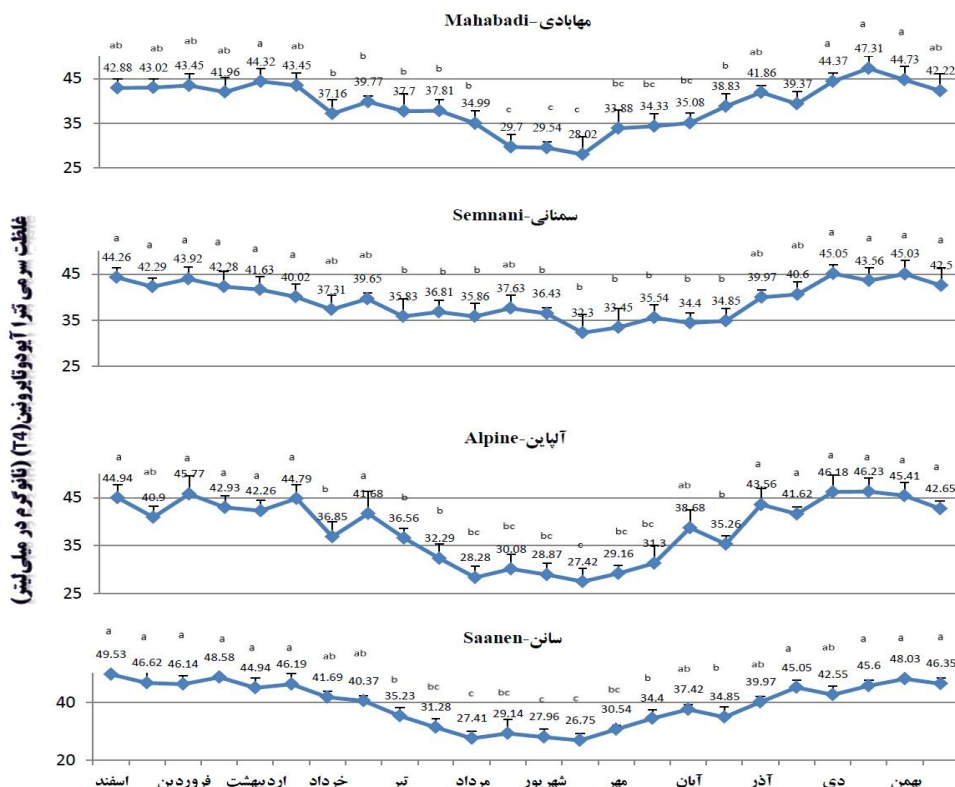 Mahabadi-مهابادی
ab ab ab ab a ab b b b b b c c c bc bc bc b ab ab a a a ab
42.88 43.02 43.45 41.96 44.32 43.45 37.16 39.77 37.7 37.81 34.99 29.7 29.54 28.02 33.88 34.33 35.08 38.83 41.86 39.37 44.37 47.31 44.73 42.22
45
35
25
Semnani-سمنانی
a a a a a a ab ab b b b ab b b b b b b ab ab a a a a
44.26 42.29 43.92 42.28 41.63 40.02 37.31 39.65 35.83 36.81 35.86 37.63 36.43 32.3 33.45 35.54 34.4 34.85 39.97 40.6 45.05 43.56 45.03 42.5
45
35
25
Alpine-آلپاین
a ab a a a a b a b b bc bc bc c bc bc ab b a a a a a a
44.94 40.9 45.77 42.93 42.26 44.79 36.85 41.68 36.56 32.29 28.28 30.08 28.87 27.42 29.16 31.3 38.68 35.26 43.56 41.62 46.18 46.23 45.41 42.65
45
35
25
Saanen-سانن
a a a a a a ab ab b bc c bc c c bc b ab b ab a ab a a a
49.53 46.62 46.14 48.58 44.94 46.19 41.69 40.37 35.23 31.28 27.41 29.14 27.96 26.75 30.54 34.4 37.42 34.85 39.97 45.05 42.55 45.6 48.03 46.35
40
20
اسفند فروردین اردیبهشت خرداد تیر مرداد شهریور مهر آبان آذر دی بهمن
غلظت سرمی تترا آیودوتایرونین(T4) (نانوگرم در میلی‌لیتر)